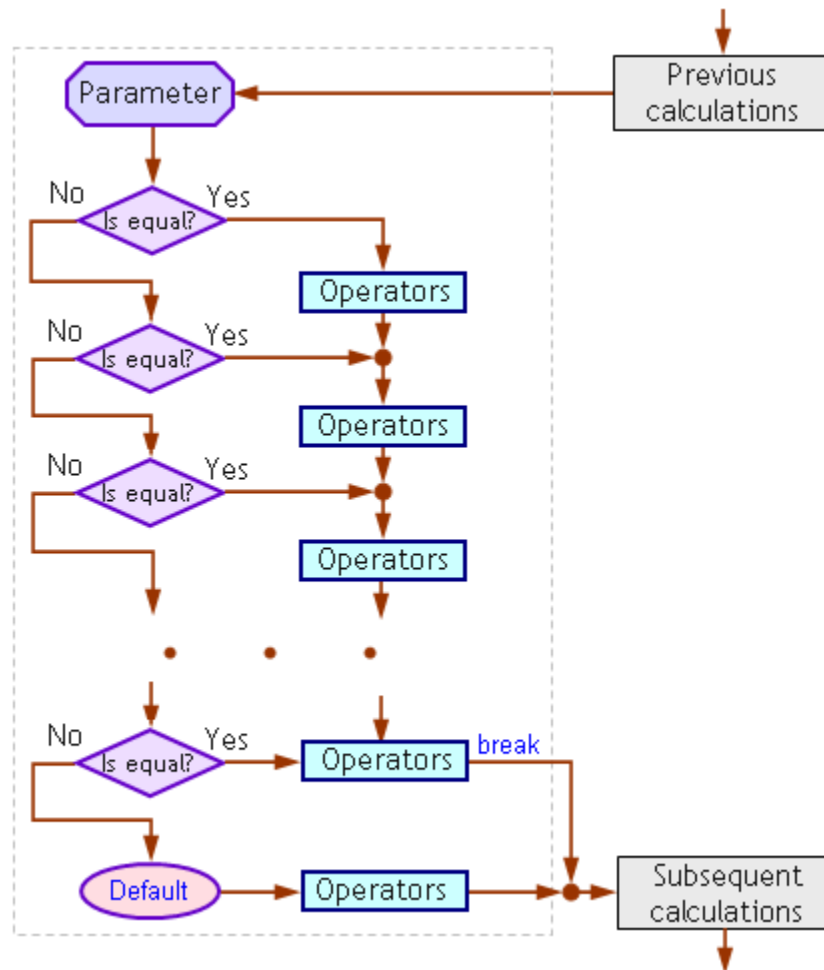 Previous
calculations
Parameter
No
Yes
Is equal?
Operators
No
Yes
Is equal?
Operators
No
Yes
Is equal?
Operators
No
Yes
Is equal?
Operators
break
Default
Operators
Subsequent
calculations